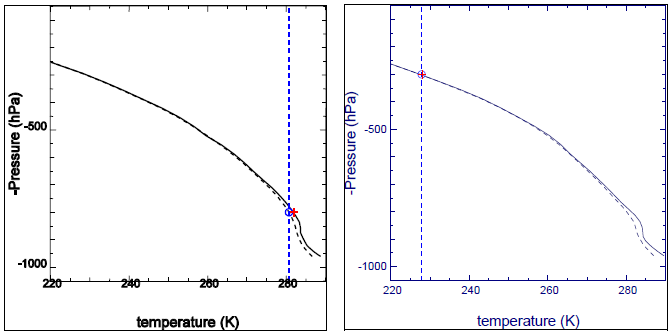 -Pressure (hPa)
-500
-1000
220 240 260 280
temperature (K)
-Pressure (hPa)
-500
-1000
220 240 260 280
temperature (K)